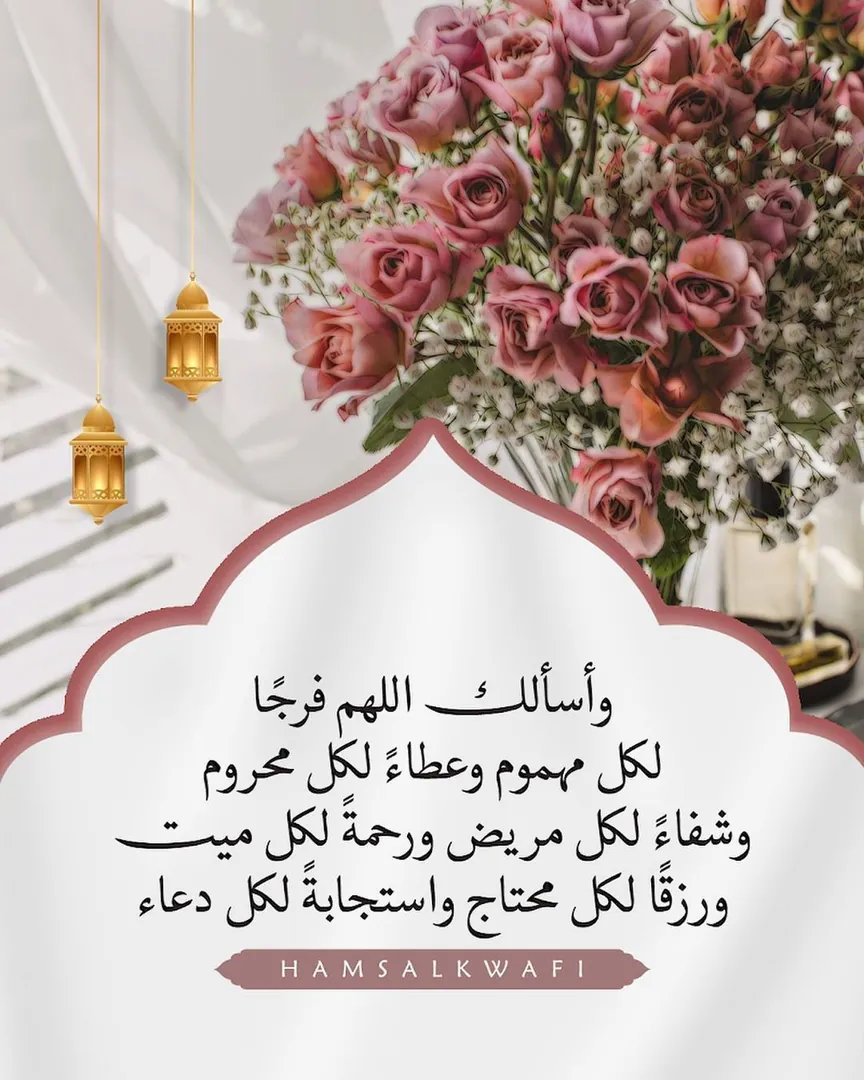 وأسألك اللهم فرجًا
لكل مهموم وعطاءً لكل محروم
وشفاءً لكل مريض ورحمةً لكل ميت
ورزقًا لكل محتاج واستجابةً لكل دعاء
HAMSALKWAFI